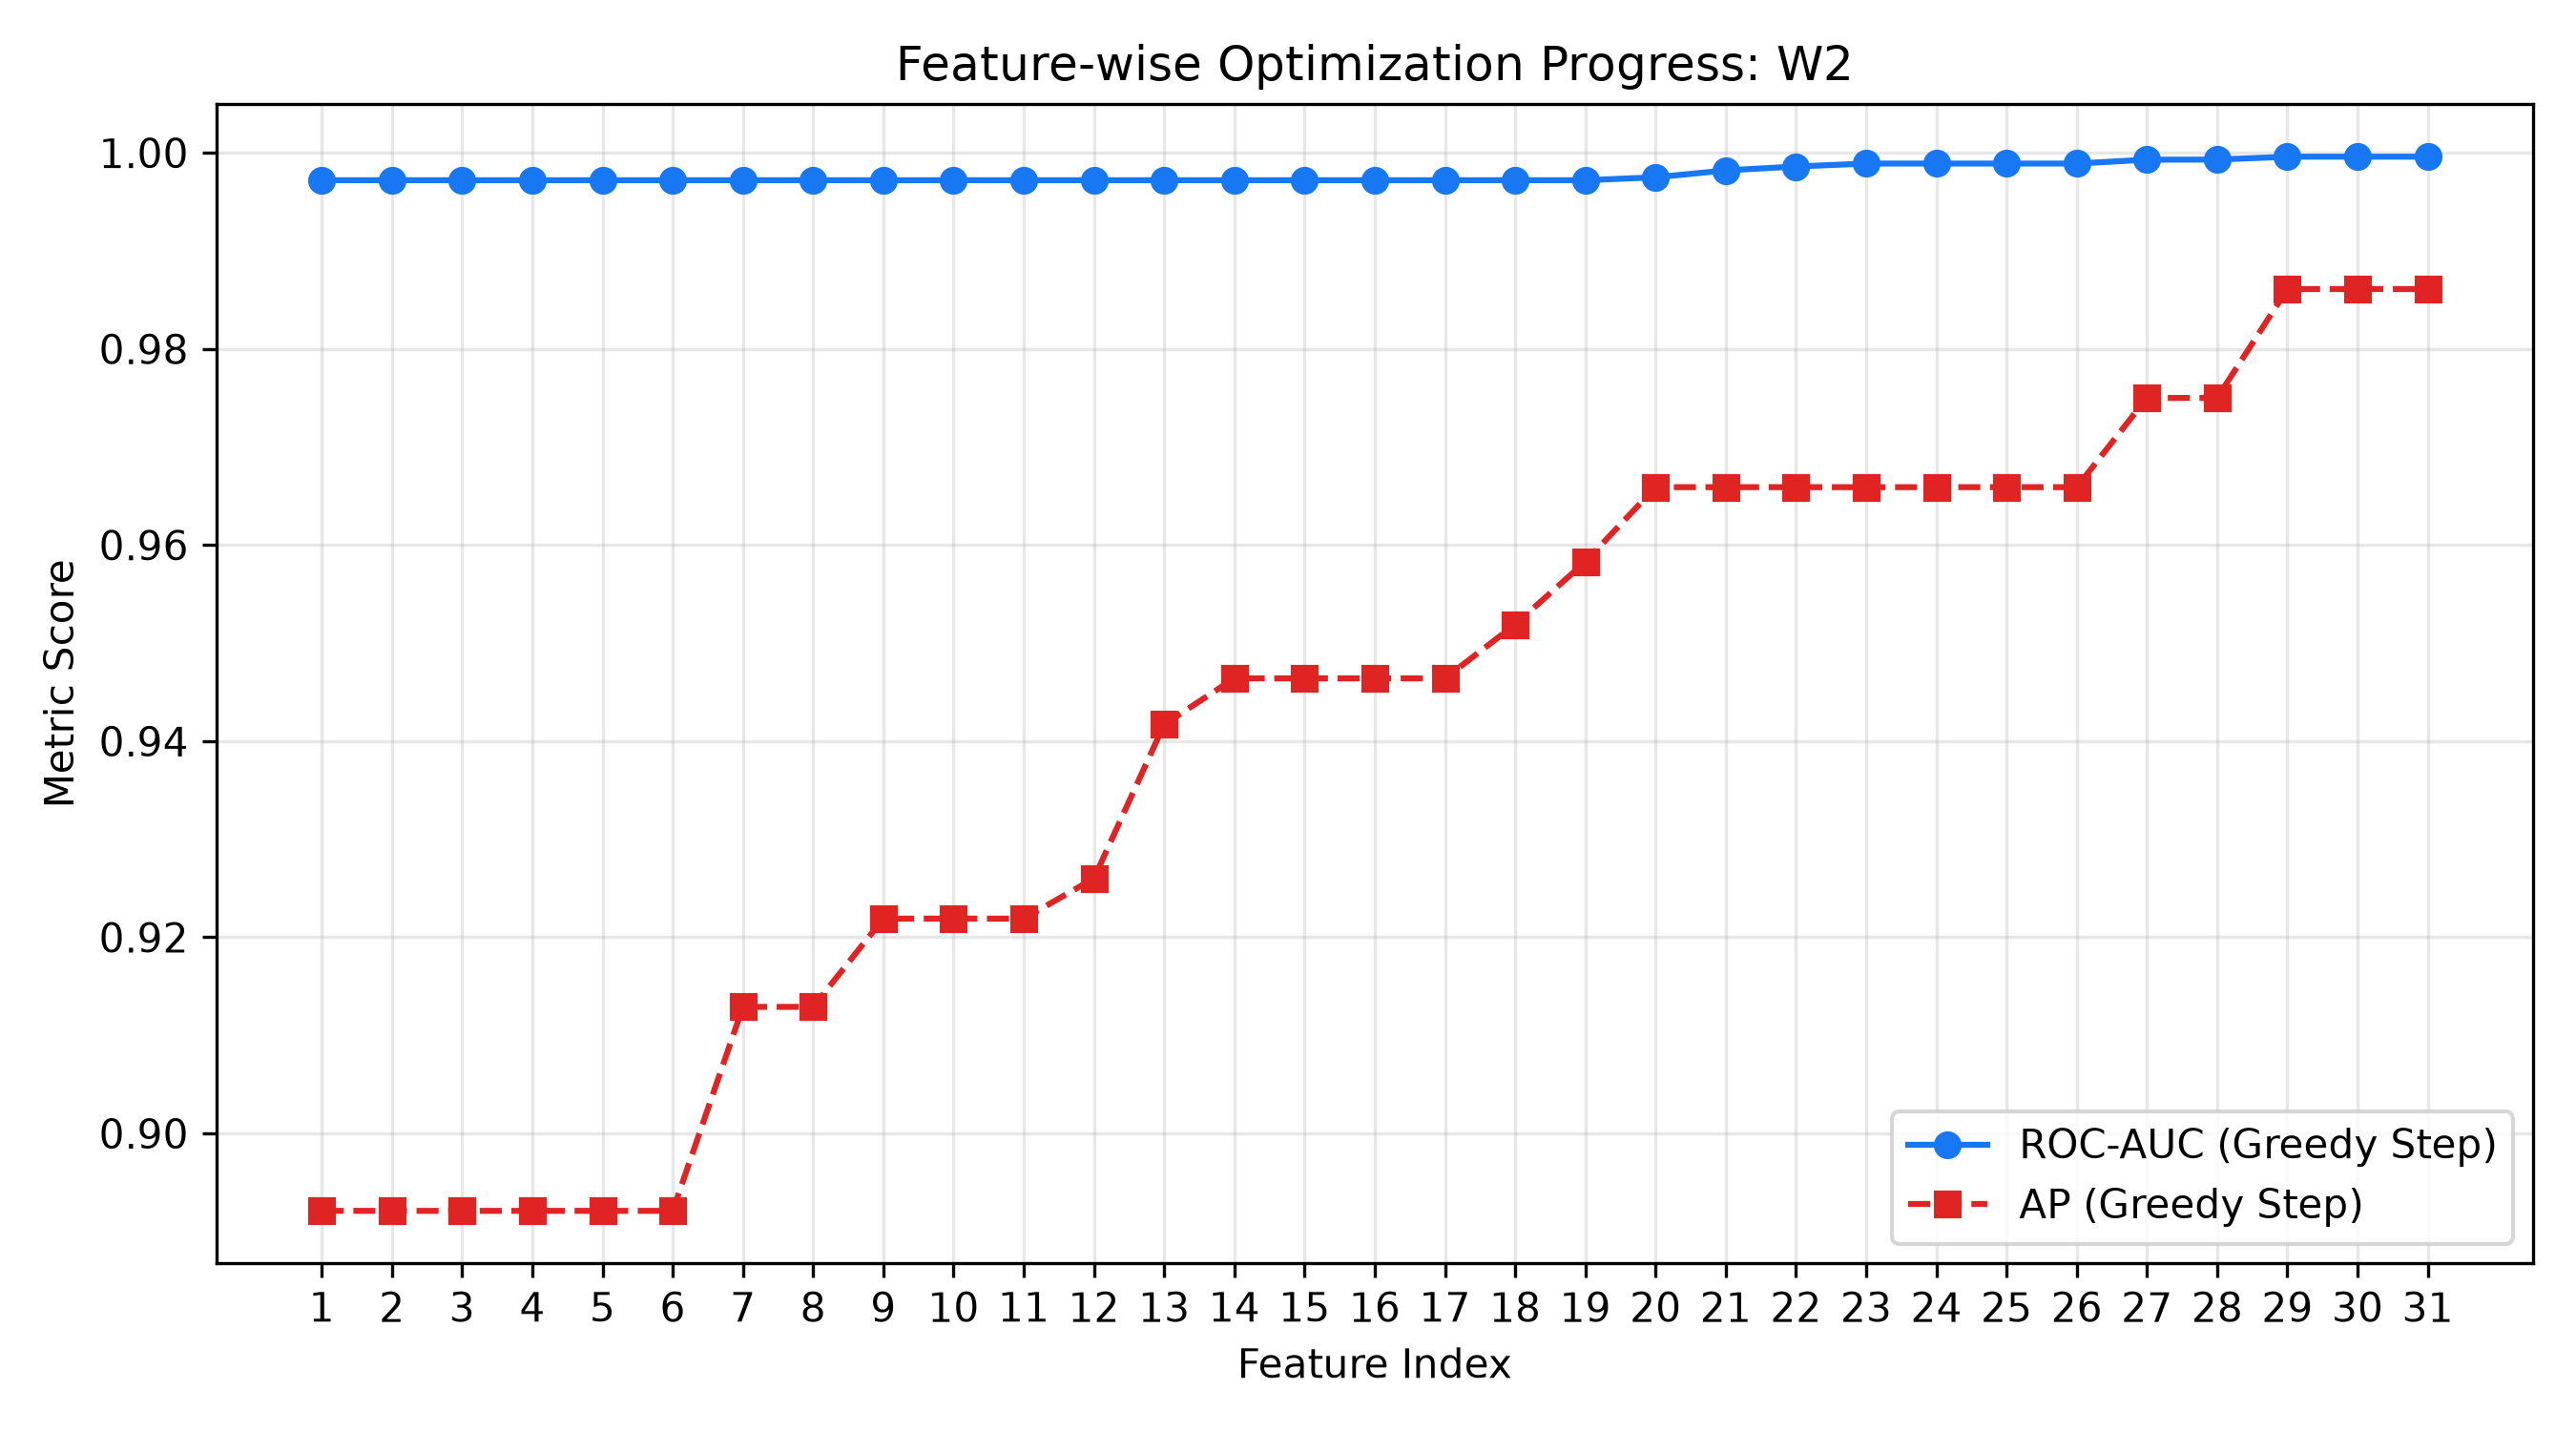 Feature-wise Optimization Progress: W2
1.00
0.98
0.96
0.94
0.92
0.90
Metric Score
ROC-AUC (Greedy Step)
AP (Greedy Step)
1 2 3 4 5 6 7 8 9 10 11 12 13 14 15 16 17 18 19 20 21 22 23 24 25 26 27 28 29 30 31
Feature Index